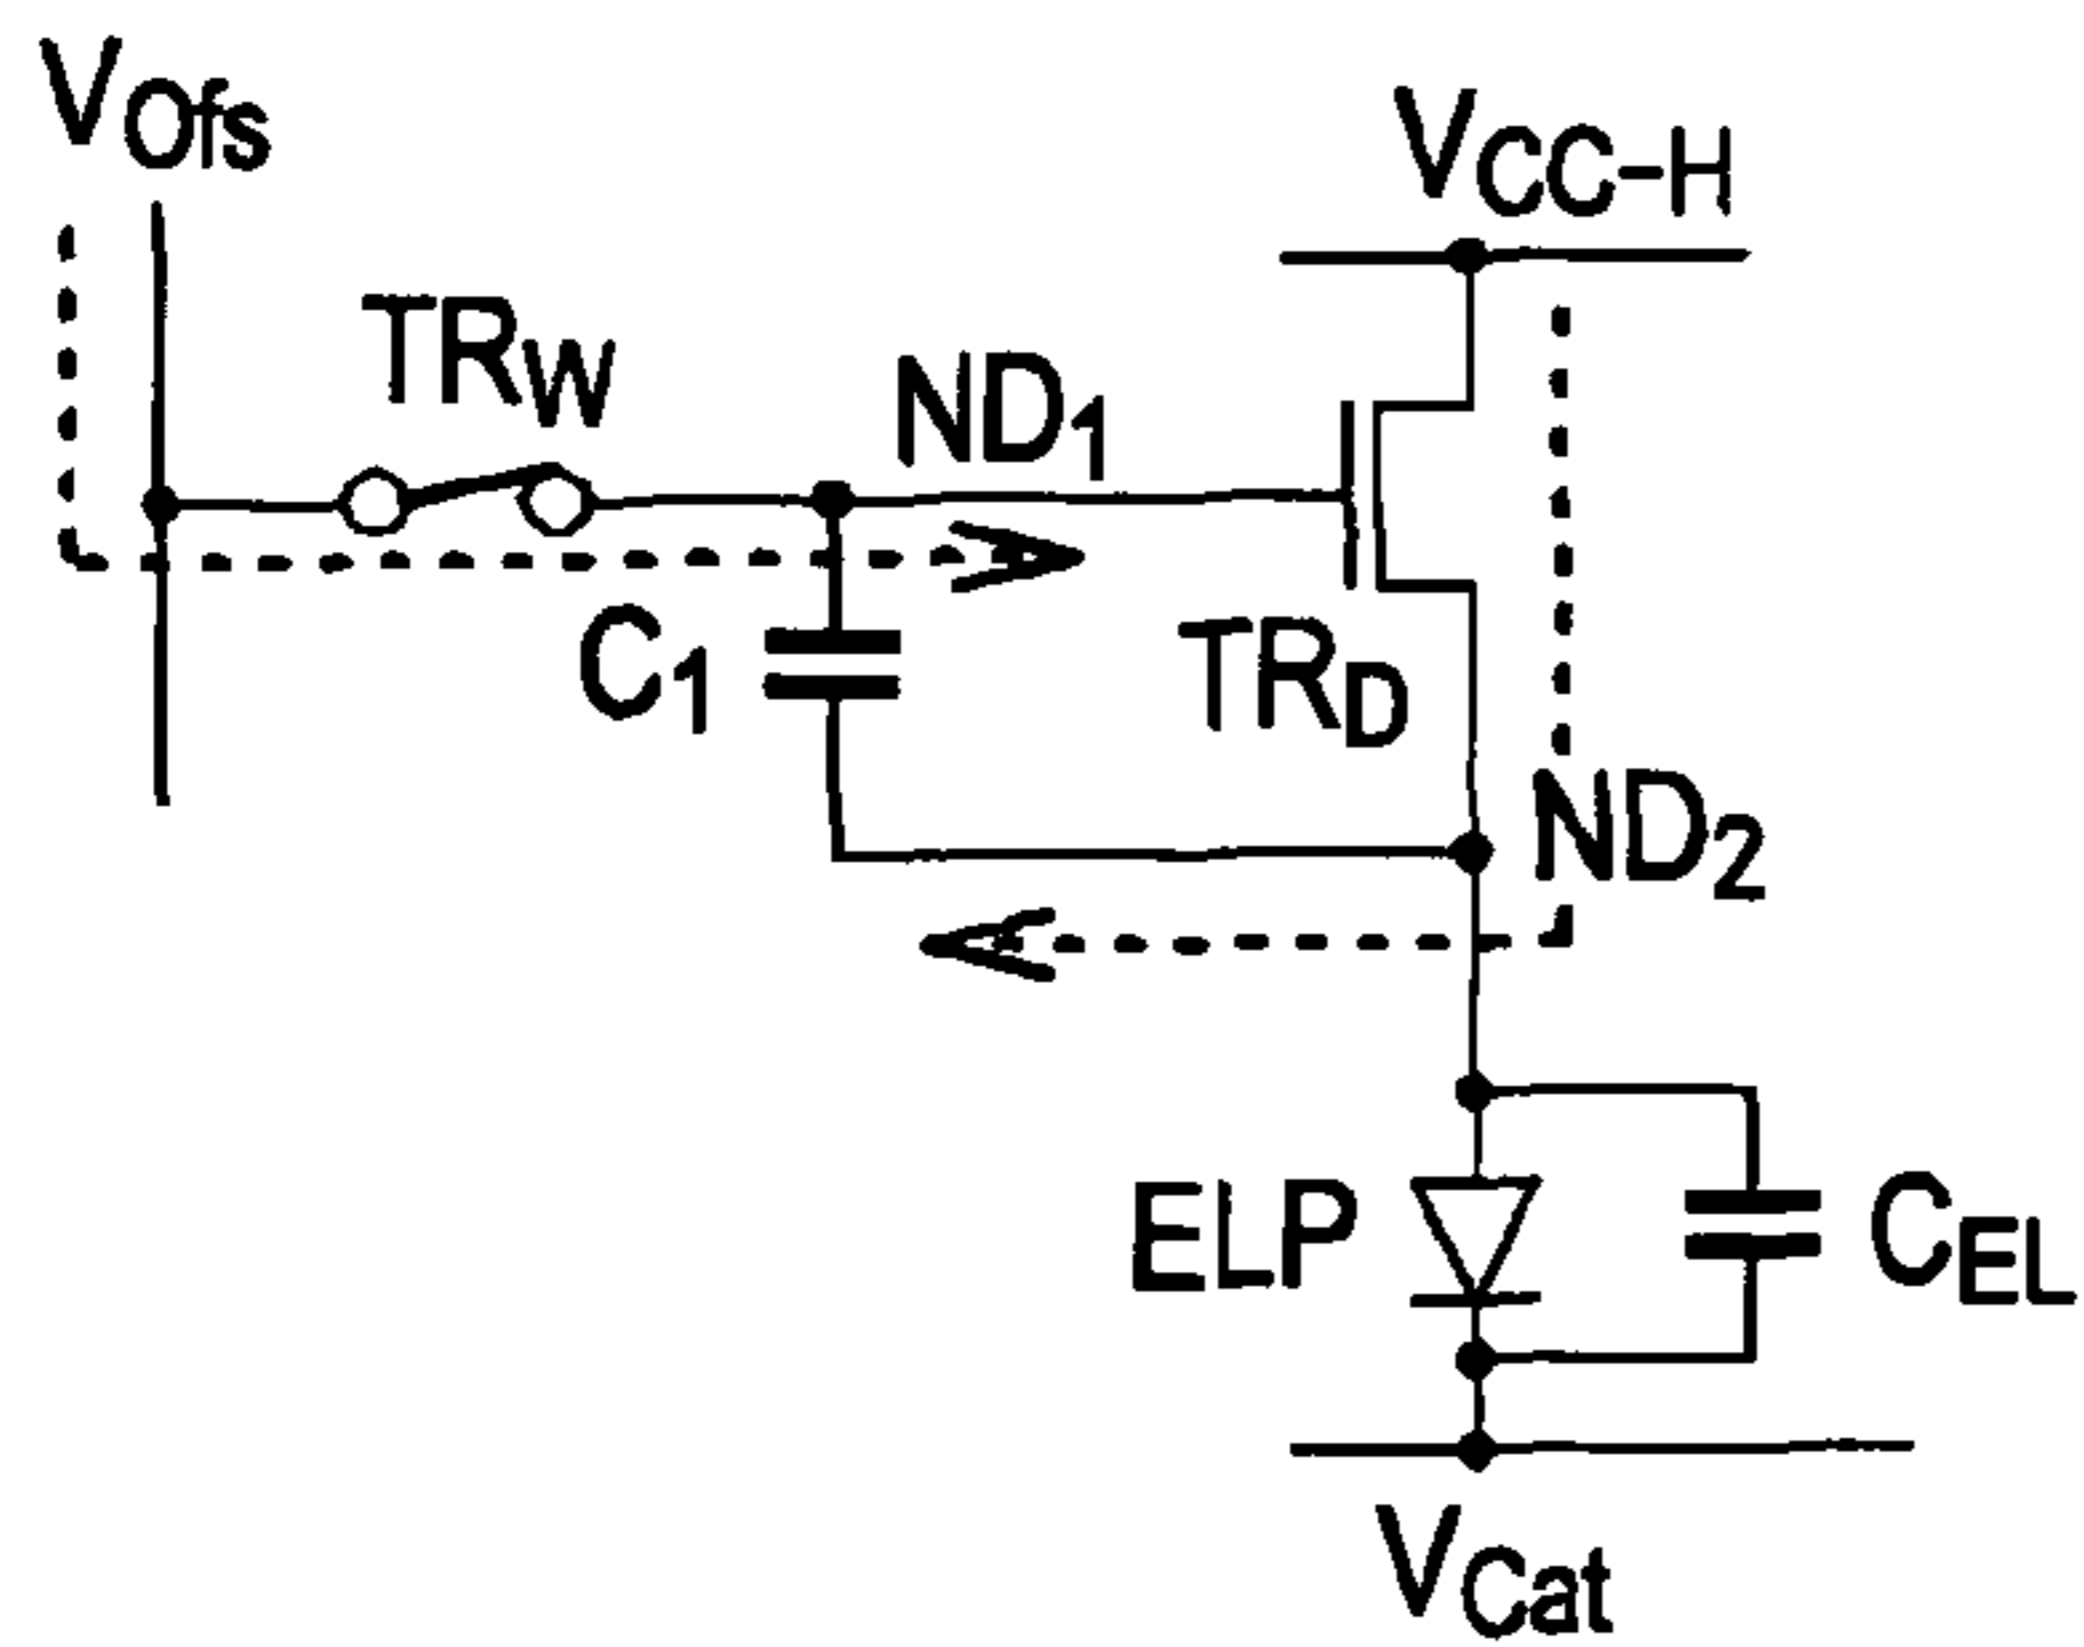 VOfs
VCC-H
TRW
ND1
C1
TRD
ND2
ELP
CEL
VCat